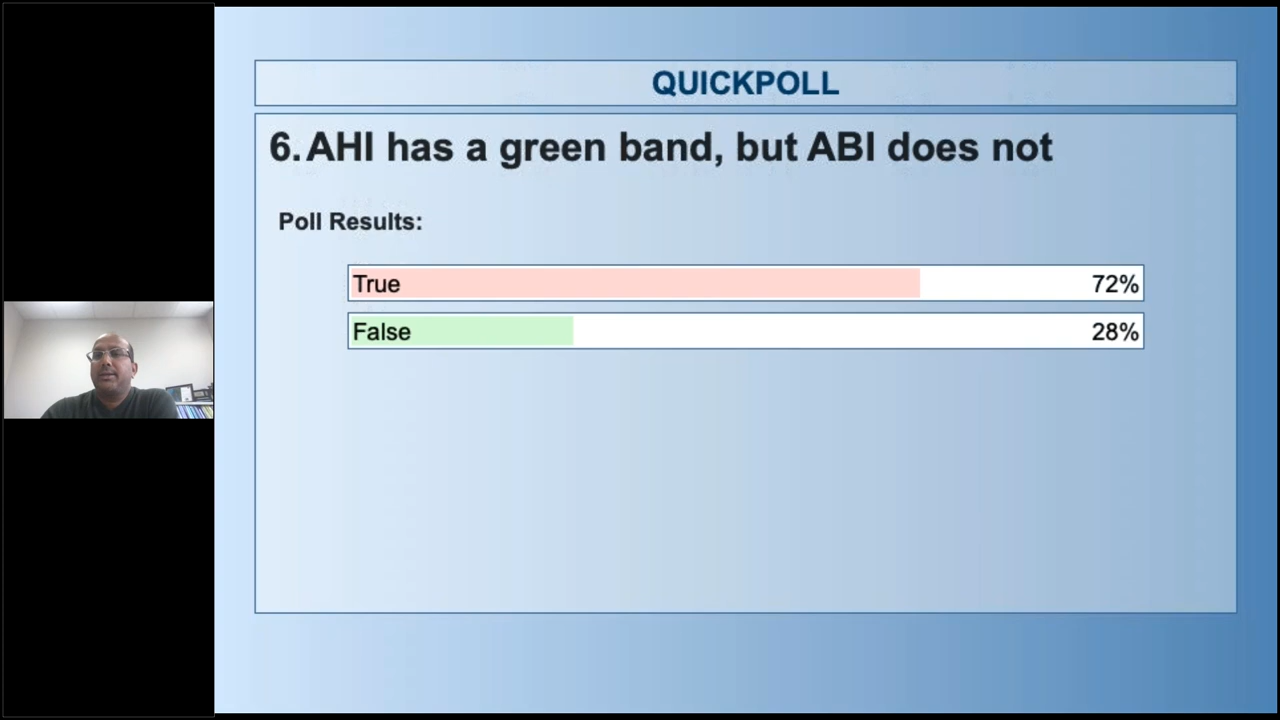 QUICKPOLL
6. AHI has a green band, but ABI does not
Poll Results:
True 72%
False 28%